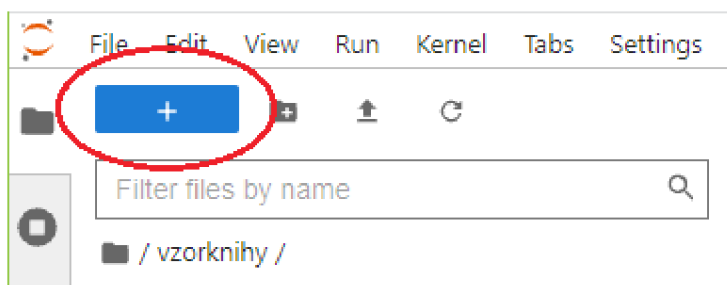 File Edit View Run Kernel Tabs Settings
Filter files by name
/ vzorknihy /